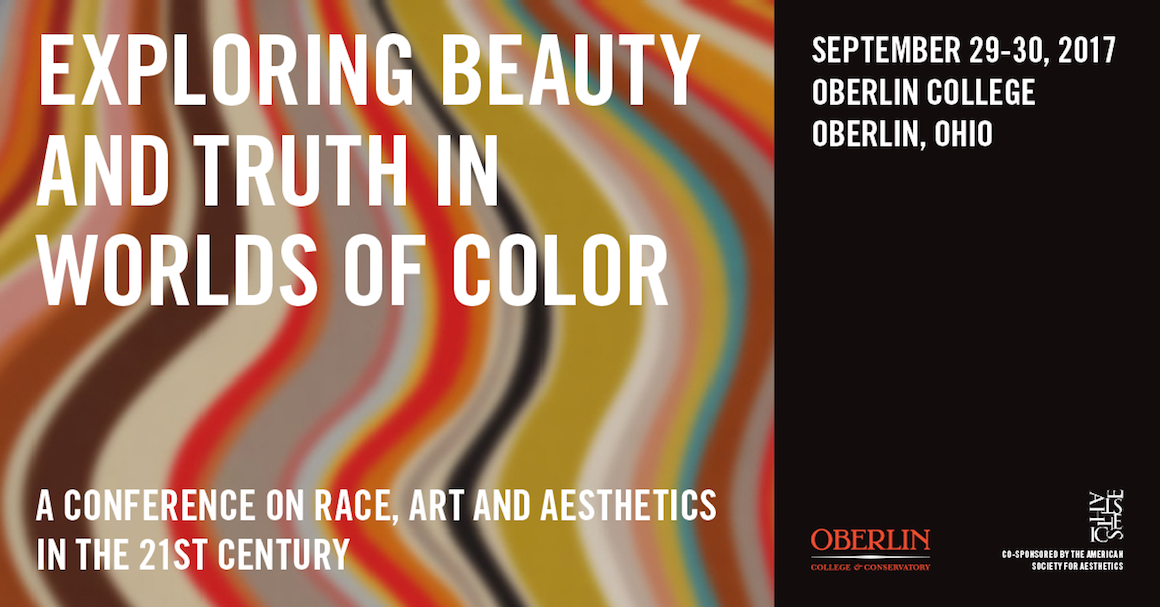 EXPLORING BEAUTY
AND TRUTH IN
WORLDS OF COLOR
A CONFERENCE ON RACE, ART AND AESTHETICS
IN THE 21ST CENTURY
SEPTEMBER 29-30, 2017
OBERLIN COLLEGE
OBERLIN, OHIO
OBERLIN
COLLEGE & CONSERVATORY
AESTHETICS
CO-SPONSORED BY THE AMERICAN
SOCIETY FOR AESTHETICS